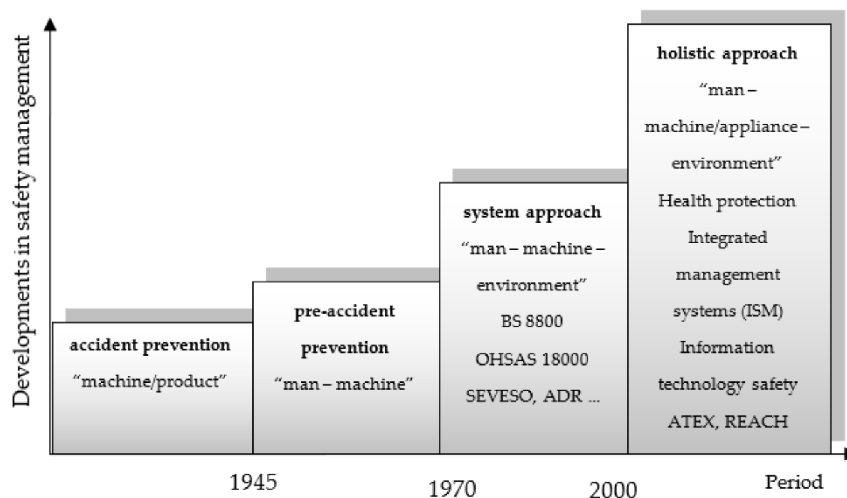 Developments in safety management
accident prevention
“machine/product”
pre-accident
prevention
“man – machine”
system approach
“man – machine –
environment”
BS 8800
OHSAS 18000
SEVESO, ADR ...
holistic approach
“man –
machine/appliance –
environment”
Health protection
Integrated
management
systems (ISM)
Information
technology safety
ATEX, REACH
1945
1970
2000
Period